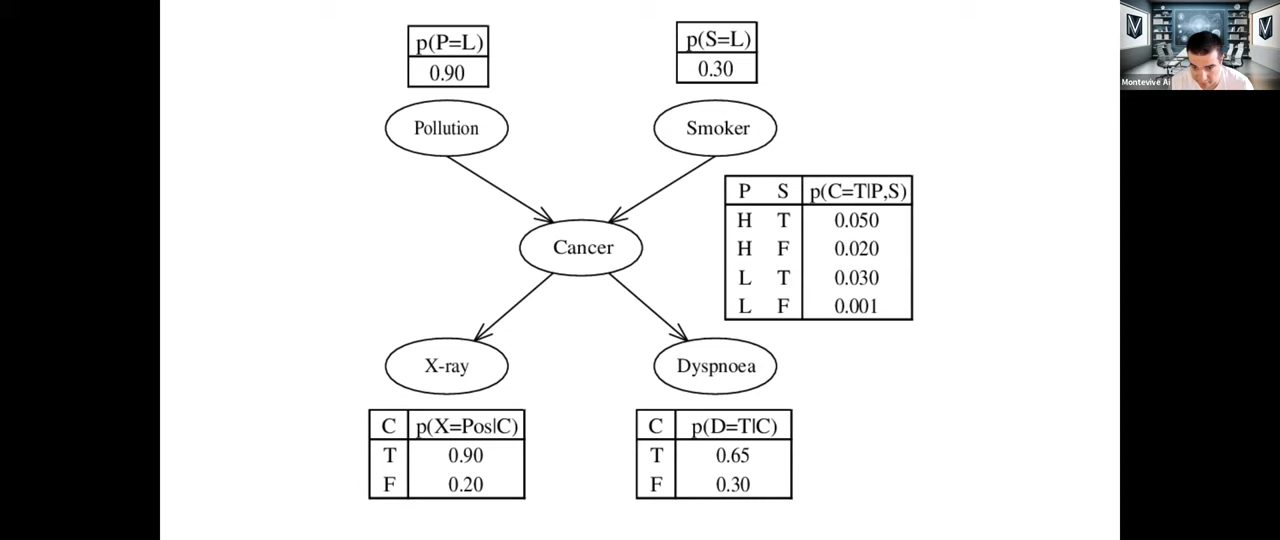 p(P=L)
0.90
p(S=L)
0.30
Pollution
Smoker
P S p(C=T|P,S)
H T 0.050
H F 0.020
L T 0.030
L F 0.001
Cancer
X-ray
Dyspnoea
C p(X=Pos|C)
T 0.90
F 0.20
C p(D=T|C)
T 0.65
F 0.30
Montevive Ai